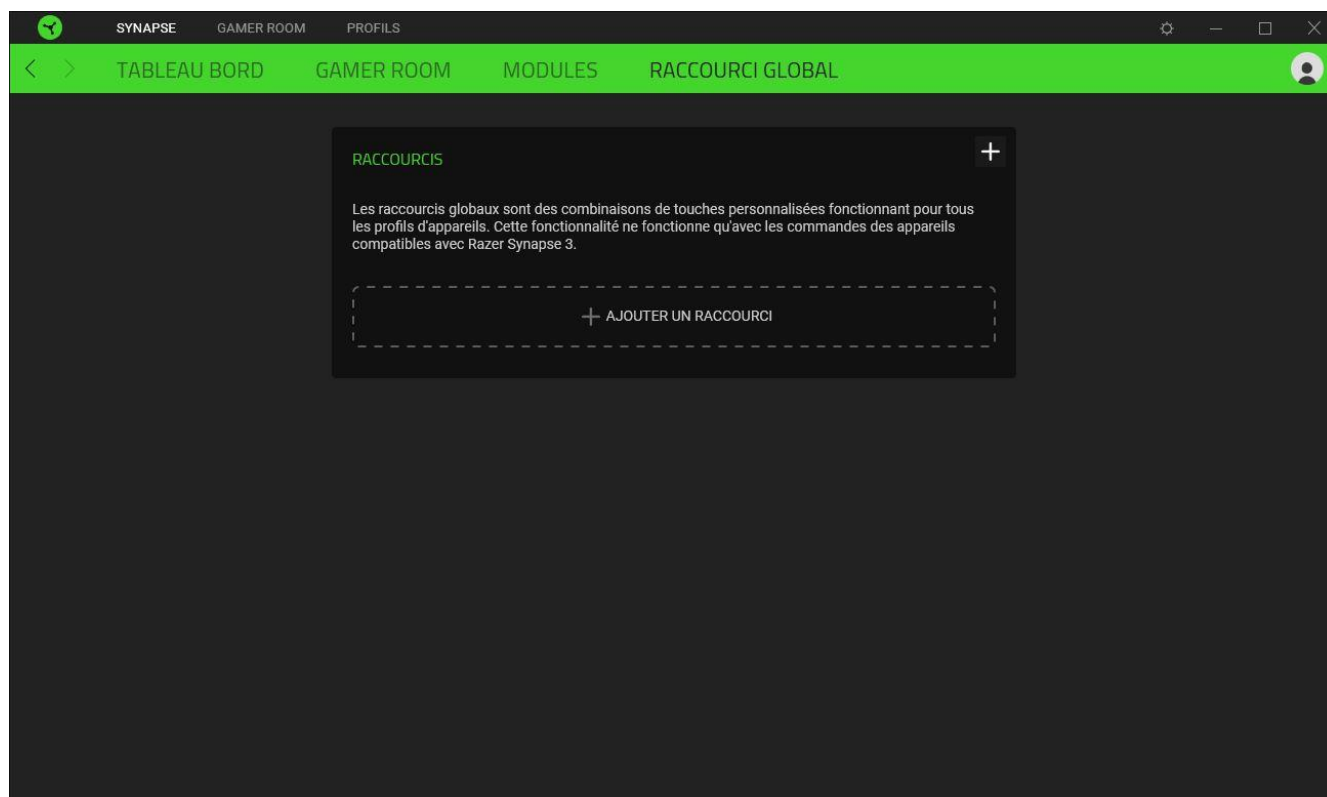 SYNAPSE GAMER ROOM PROFILS
TABLEAU BORD GAMER ROOM MODULES RACCOURCI GLOBAL
RACCOURCIS
Les raccourcis globaux sont des combinaisons de touches personnalisées fonctionnant pour tous
les profils d'appareils. Cette fonctionnalité ne fonctionne qu'avec les commandes des appareils
compatibles avec Razer Synapse 3.
AJOUTER UN RACCOURCI